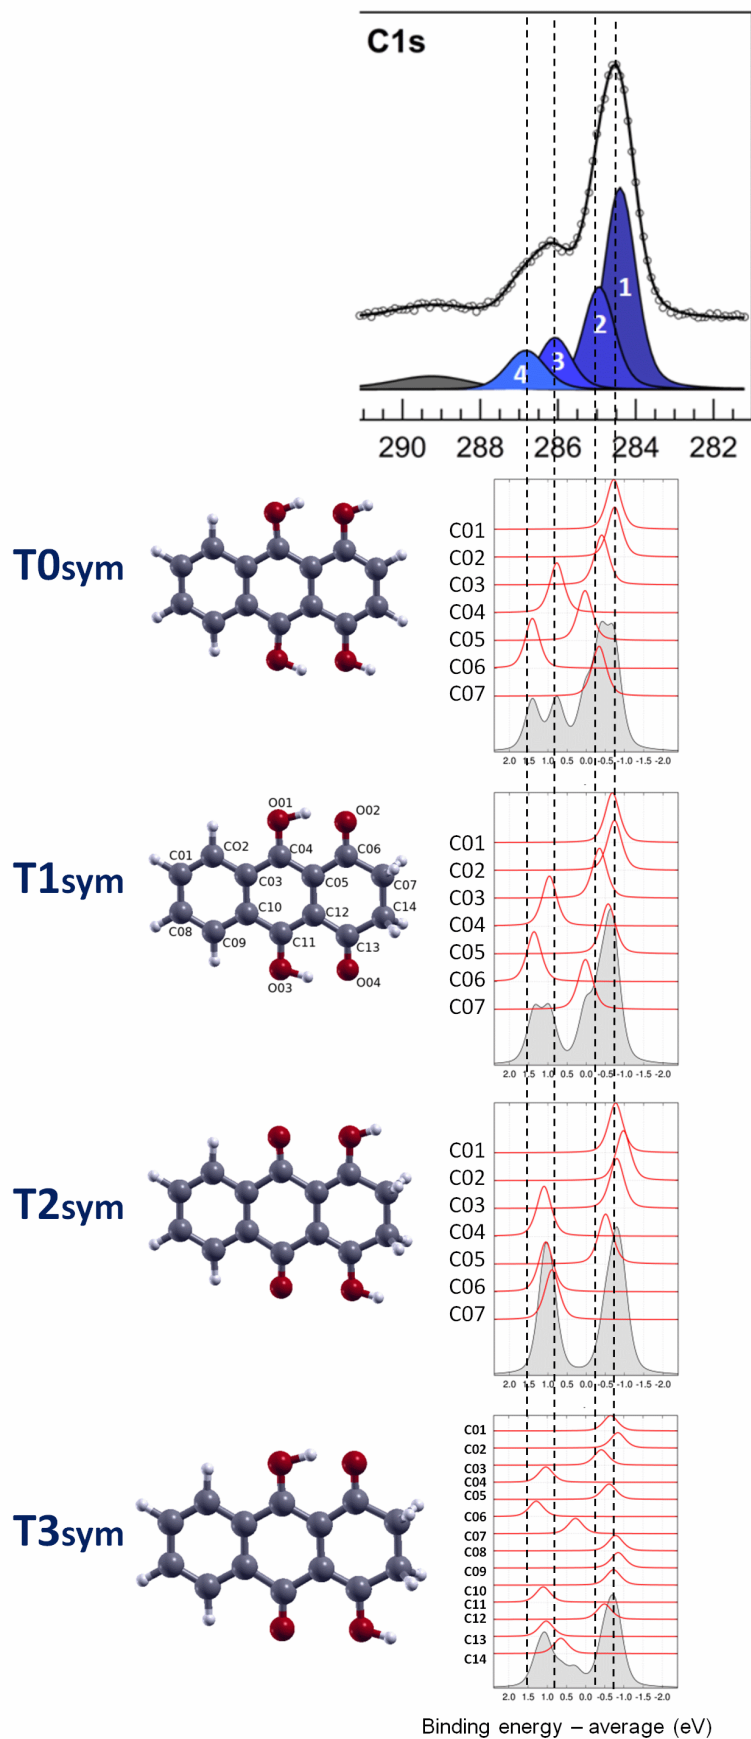 C1s
1
2
3
4
290 288 286 284 282
T0sym
C01
C02
C03
C04
C05
C06
C07
2.0 1.5 1.0 0.5 0.0 -0.5 -1.0 -1.5 -2.0
T1sym
O01 O02
C01 CO2 C04 C06
C03 C05 C07
C10 C12 C14
C08 C09 C11 C13
O03 O04
C01
C02
C03
C04
C05
C06
C07
2.0 1.5 1.0 0.5 0.0 -0.5 -1.0 -1.5 -2.0
T2sym
C01
C02
C03
C04
C05
C06
C07
2.0 1.5 1.0 0.5 0.0 -0.5 -1.0 -1.5 -2.0
T3sym
C01
C02
C03
C04
C05
C06
C07
C08
C09
C10
C11
C12
C13
C14
2.0 1.5 1.0 0.5 0.0 -0.5 -1.0 -1.5 -2.0
Binding energy – average (eV)